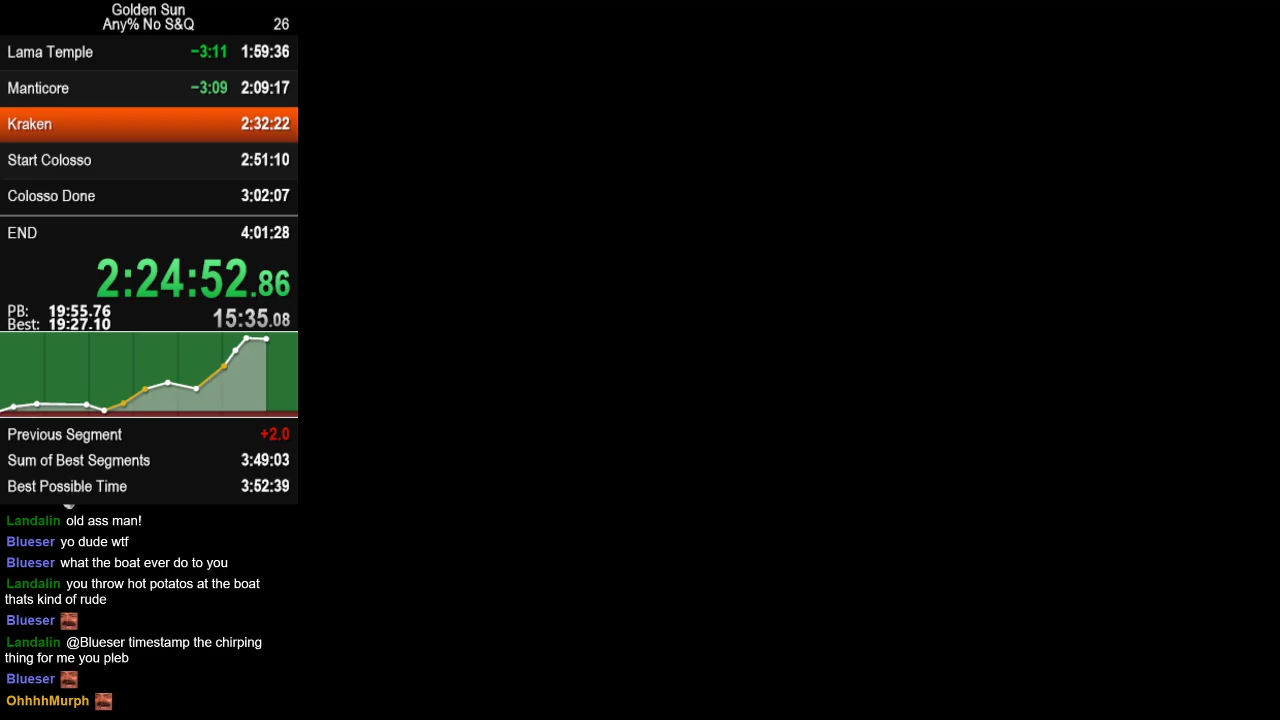 Golden Sun
Any% No S&Q 26
Lama Temple −3:11 1:59:36
Manticore −3:09 2:09:17
Kraken 2:32:22
Start Colosso 2:51:10
Colosso Done 3:02:07
END 4:01:28
2:24:52.86
PB: 19:55.76
Best: 19:27.10 15:35.08
Previous Segment +2.0
Sum of Best Segments 3:49:03
Best Possible Time 3:52:39
Landalin old ass man!
Blueser yo dude wtf
Blueser what the boat ever do to you
Landalin you throw hot potatos at the boat
thats kind of rude
Blueser
Landalin @Blueser timestamp the chirping
thing for me you pleb
Blueser
OhhhhMurph